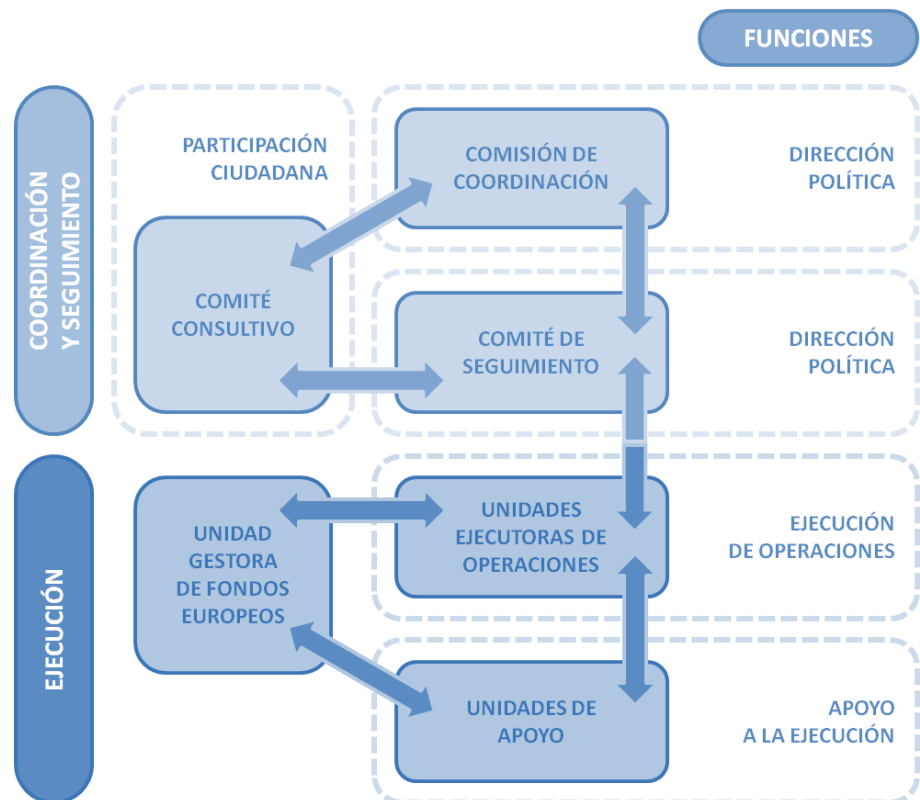 FUNCIONES
COORDINACIÓN
Y SEGUIMIENTO
PARTICIPACIÓN
CIUDADANA
COMITÉ
CONSULTIVO
COMISIÓN DE
COORDINACIÓN
DIRECCIÓN
POLÍTICA
COMITÉ DE
SEGUIMIENTO
DIRECCIÓN
POLÍTICA
EJECUCIÓN
UNIDAD
GESTORA
DE FONDOS
EUROPEOS
UNIDADES
EJECUTORAS DE
OPERACIONES
EJECUCIÓN
DE OPERACIONES
UNIDADES DE
APOYO
APOYO
A LA EJECUCIÓN